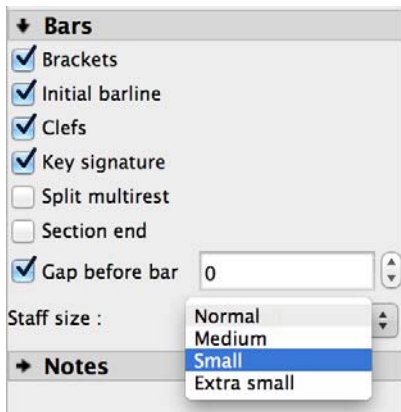 Bars
Brackets
Initial barline
Clefs
Key signature
Split multirest
Section end
Gap before bar 0
Staff size :
Normal
Medium
Small
Extra small
Notes